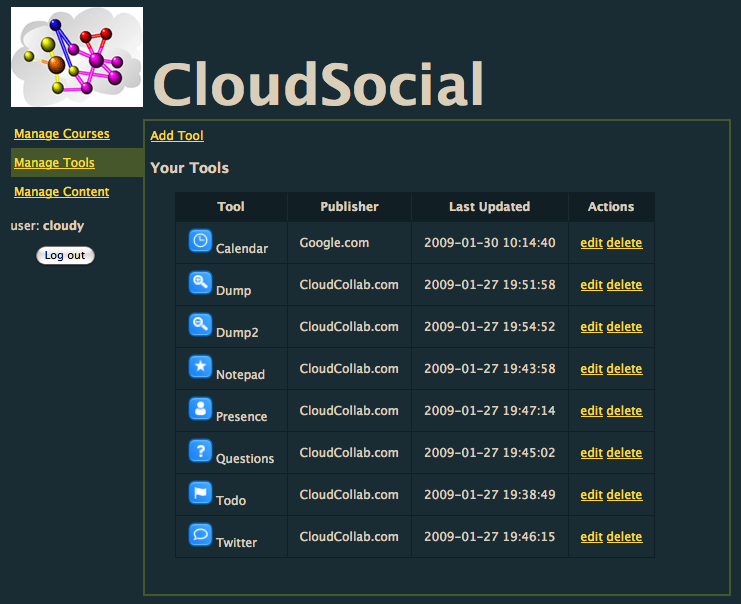 CloudSocial
Manage Courses
Manage Tools
Manage Content
user: cloudy
Log out
Add Tool
Your Tools
Tool Publisher Last Updated Actions
Calendar Google.com 2009-01-30 10:14:40 edit delete
Dump CloudCollab.com 2009-01-27 19:51:58 edit delete
Dump2 CloudCollab.com 2009-01-27 19:54:52 edit delete
Notepad CloudCollab.com 2009-01-27 19:43:58 edit delete
Presence CloudCollab.com 2009-01-27 19:47:14 edit delete
? Questions CloudCollab.com 2009-01-27 19:45:02 edit delete
Todo CloudCollab.com 2009-01-27 19:38:49 edit delete
Twitter CloudCollab.com 2009-01-27 19:46:15 edit delete